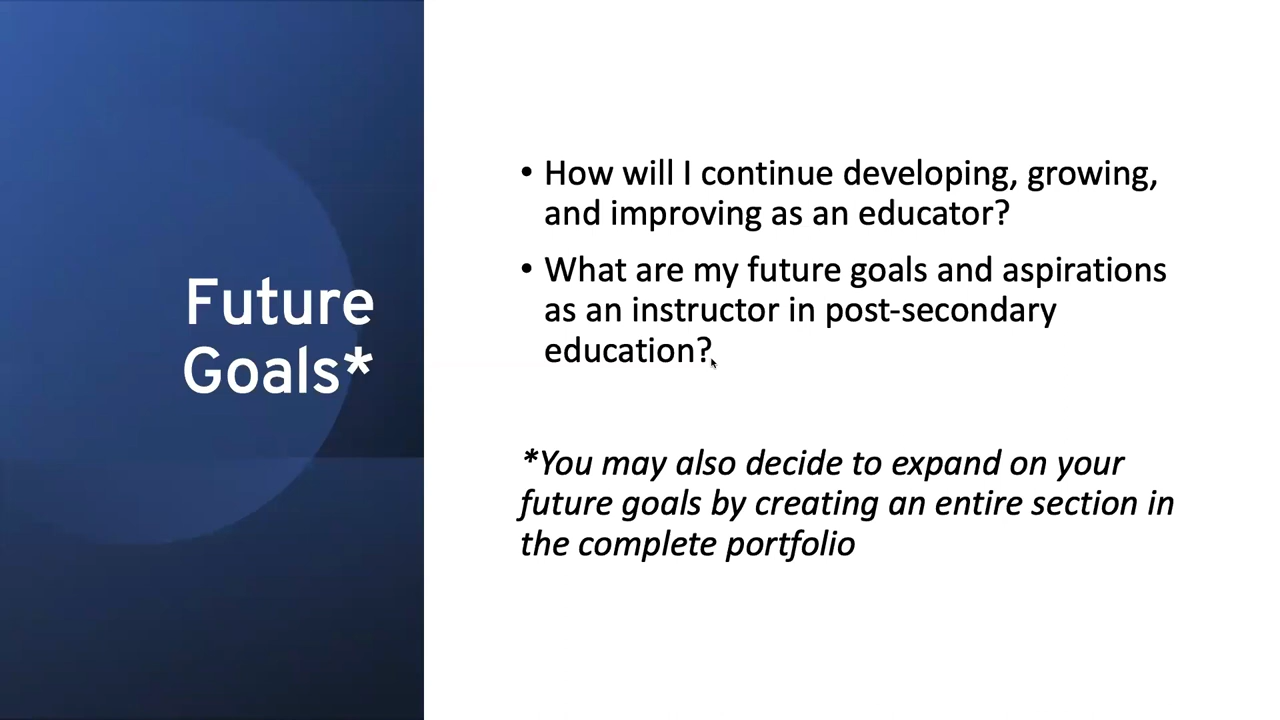 Future
Goals*
• How will I continue developing, growing,
and improving as an educator?
• What are my future goals and aspirations
as an instructor in post-secondary
education?
*You may also decide to expand on your
future goals by creating an entire section in
the complete portfolio